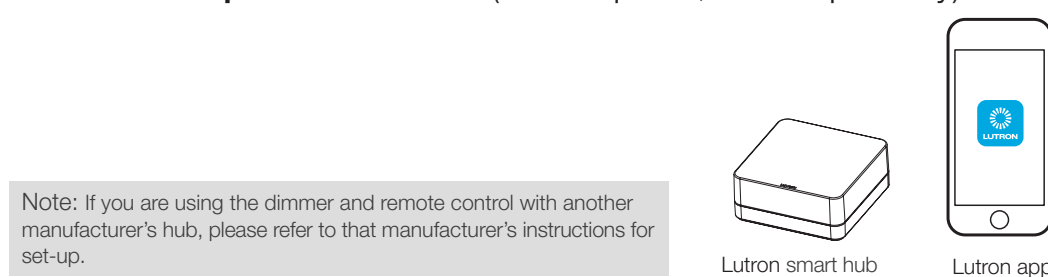 LUTRON
Note: If you are using the dimmer and remote control with another
manufacturer's hub, please refer to that manufacturer's instructions for
set-up.
Lutron smart hub
Lutron app